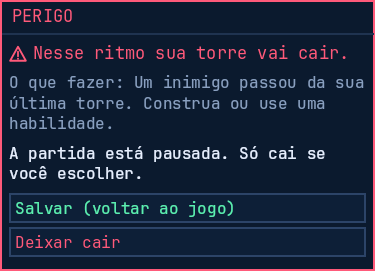 PERIGO
Nesse ritmo sua torre vai cair.
O que fazer: Um inimigo passou da sua
última torre. Construa ou use uma
habilidade.
A partida está pausada. Só cai se
você escolher.
Salvar (voltar ao jogo)
Deixar cair